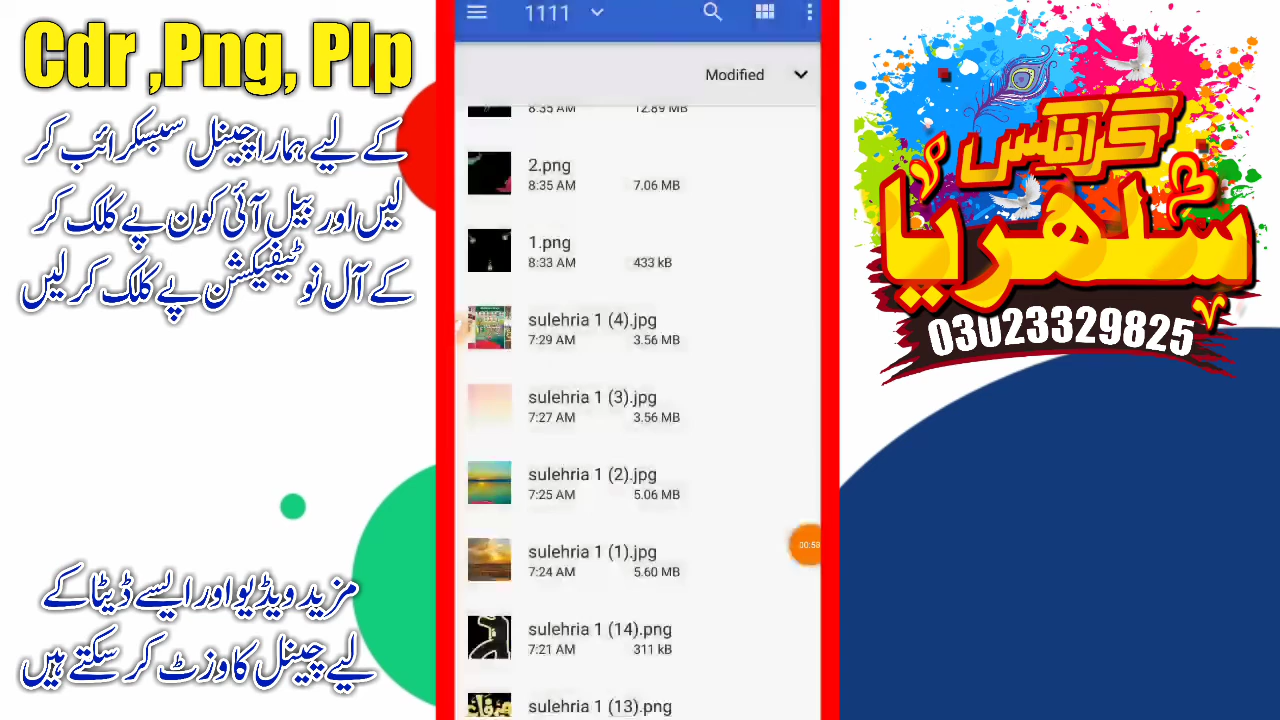 Cdr ,Png, Plp
کے لیے ہمارا چینل سبسکرائب کر
لیں اور بیل آئی کون پے کلک کر
کے آل نوٹیفیکشن پے کلک کر لیں
مزید ویڈیو اور ایسے ڈیٹا کے
لیے چینل کا وزٹ کر سکتے ہیں
1111
Modified
8:35 AM 12.89 MB
2.png
8:35 AM 7.06 MB
1.png
8:33 AM 433 kB
sulehria 1 (4).jpg
7:29 AM 3.56 MB
sulehria 1 (3).jpg
7:27 AM 3.56 MB
sulehria 1 (2).jpg
7:25 AM 5.06 MB
sulehria 1 (1).jpg
7:24 AM 5.60 MB
sulehria 1 (14).png
7:21 AM 311 kB
sulehria 1 (13).png
00:53
گرافکس
سلہریا
03023329825